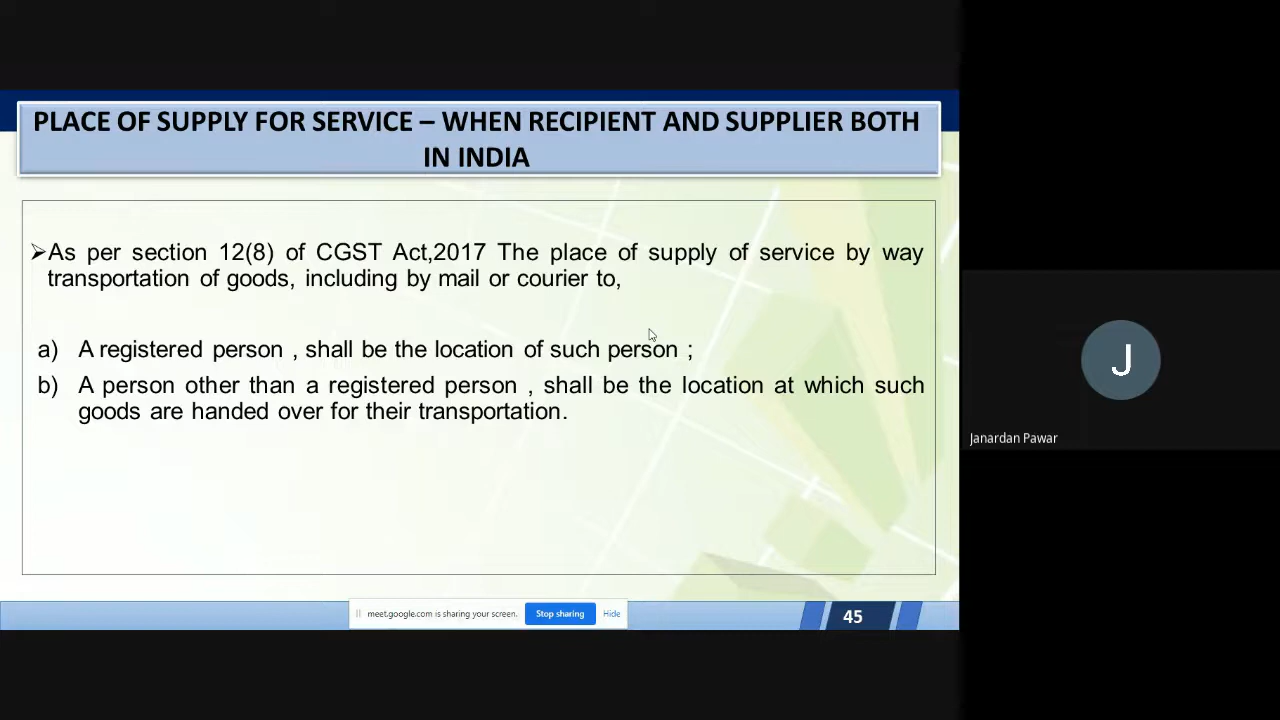 PLACE OF SUPPLY FOR SERVICE – WHEN RECIPIENT AND SUPPLIER BOTH
IN INDIA
➢As per section 12(8) of CGST Act,2017 The place of supply of service by way
transportation of goods, including by mail or courier to,
a) A registered person , shall be the location of such person ;
b) A person other than a registered person , shall be the location at which such
goods are handed over for their transportation.
meet.google.com is sharing your screen. Stop sharing Hide
45
J
Janardan Pawar